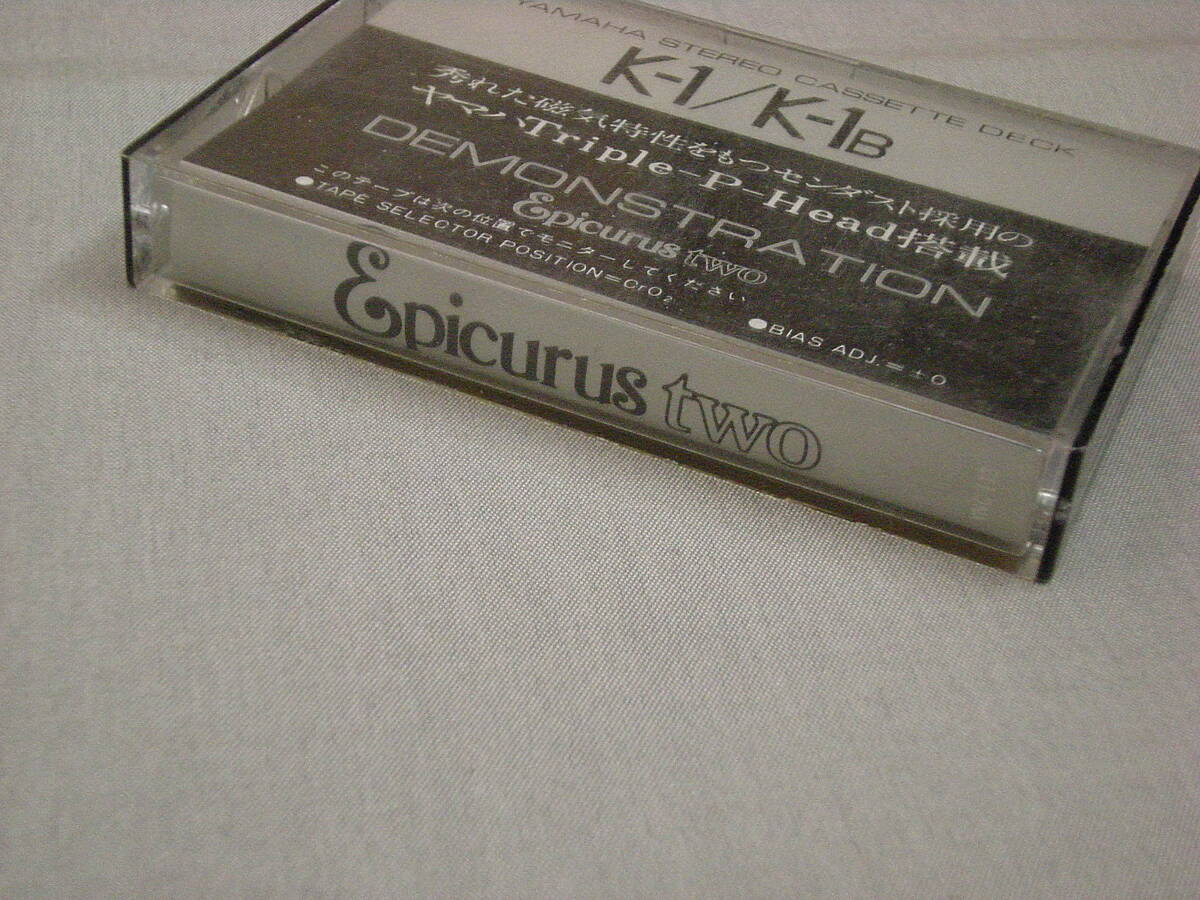 YAMAHA STEREO CASSETTE DECK
K-1/K-1B
秀れた磁気特性をもつセンダスト採用の
ヤマハTriple-P-Head搭載
DEMONSTRATION
Epicurus two
このテープは次の位置でモニターしてください
●TAPE SELECTOR POSITION=CrO₂ ●BIAS ADJ.=±0
Epicurus two